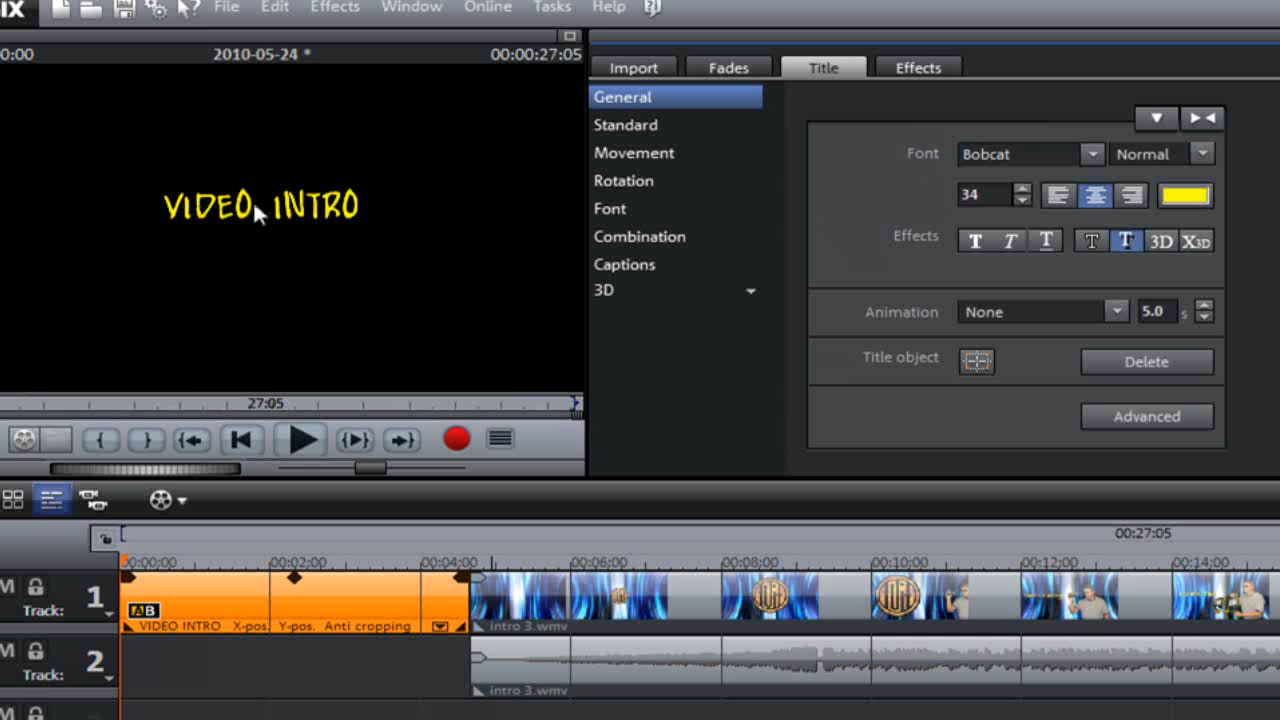 IX File Edit Effects Window Online Tasks Help
0:00 2010-05-24 * 00:00:27:05
Import Fades Title Effects
General
Standard
Movement
Rotation
Font
Combination
Captions
3D
VIDEO INTRO
Font Bobcat Normal
34
Effects T T T T T 3D X3D
Animation None 5.0 s
Title object Delete
Advanced
27:05
00:27:05
00:00:00 00:02:00 00:04:00 00:06:00 00:08:00 00:10:00 00:12:00 00:14:00
M Track: 1
AB
VIDEO INTRO X-pos. Y-pos. Anti cropping intro 3.wmv
M Track: 2
intro 3.wmv
M